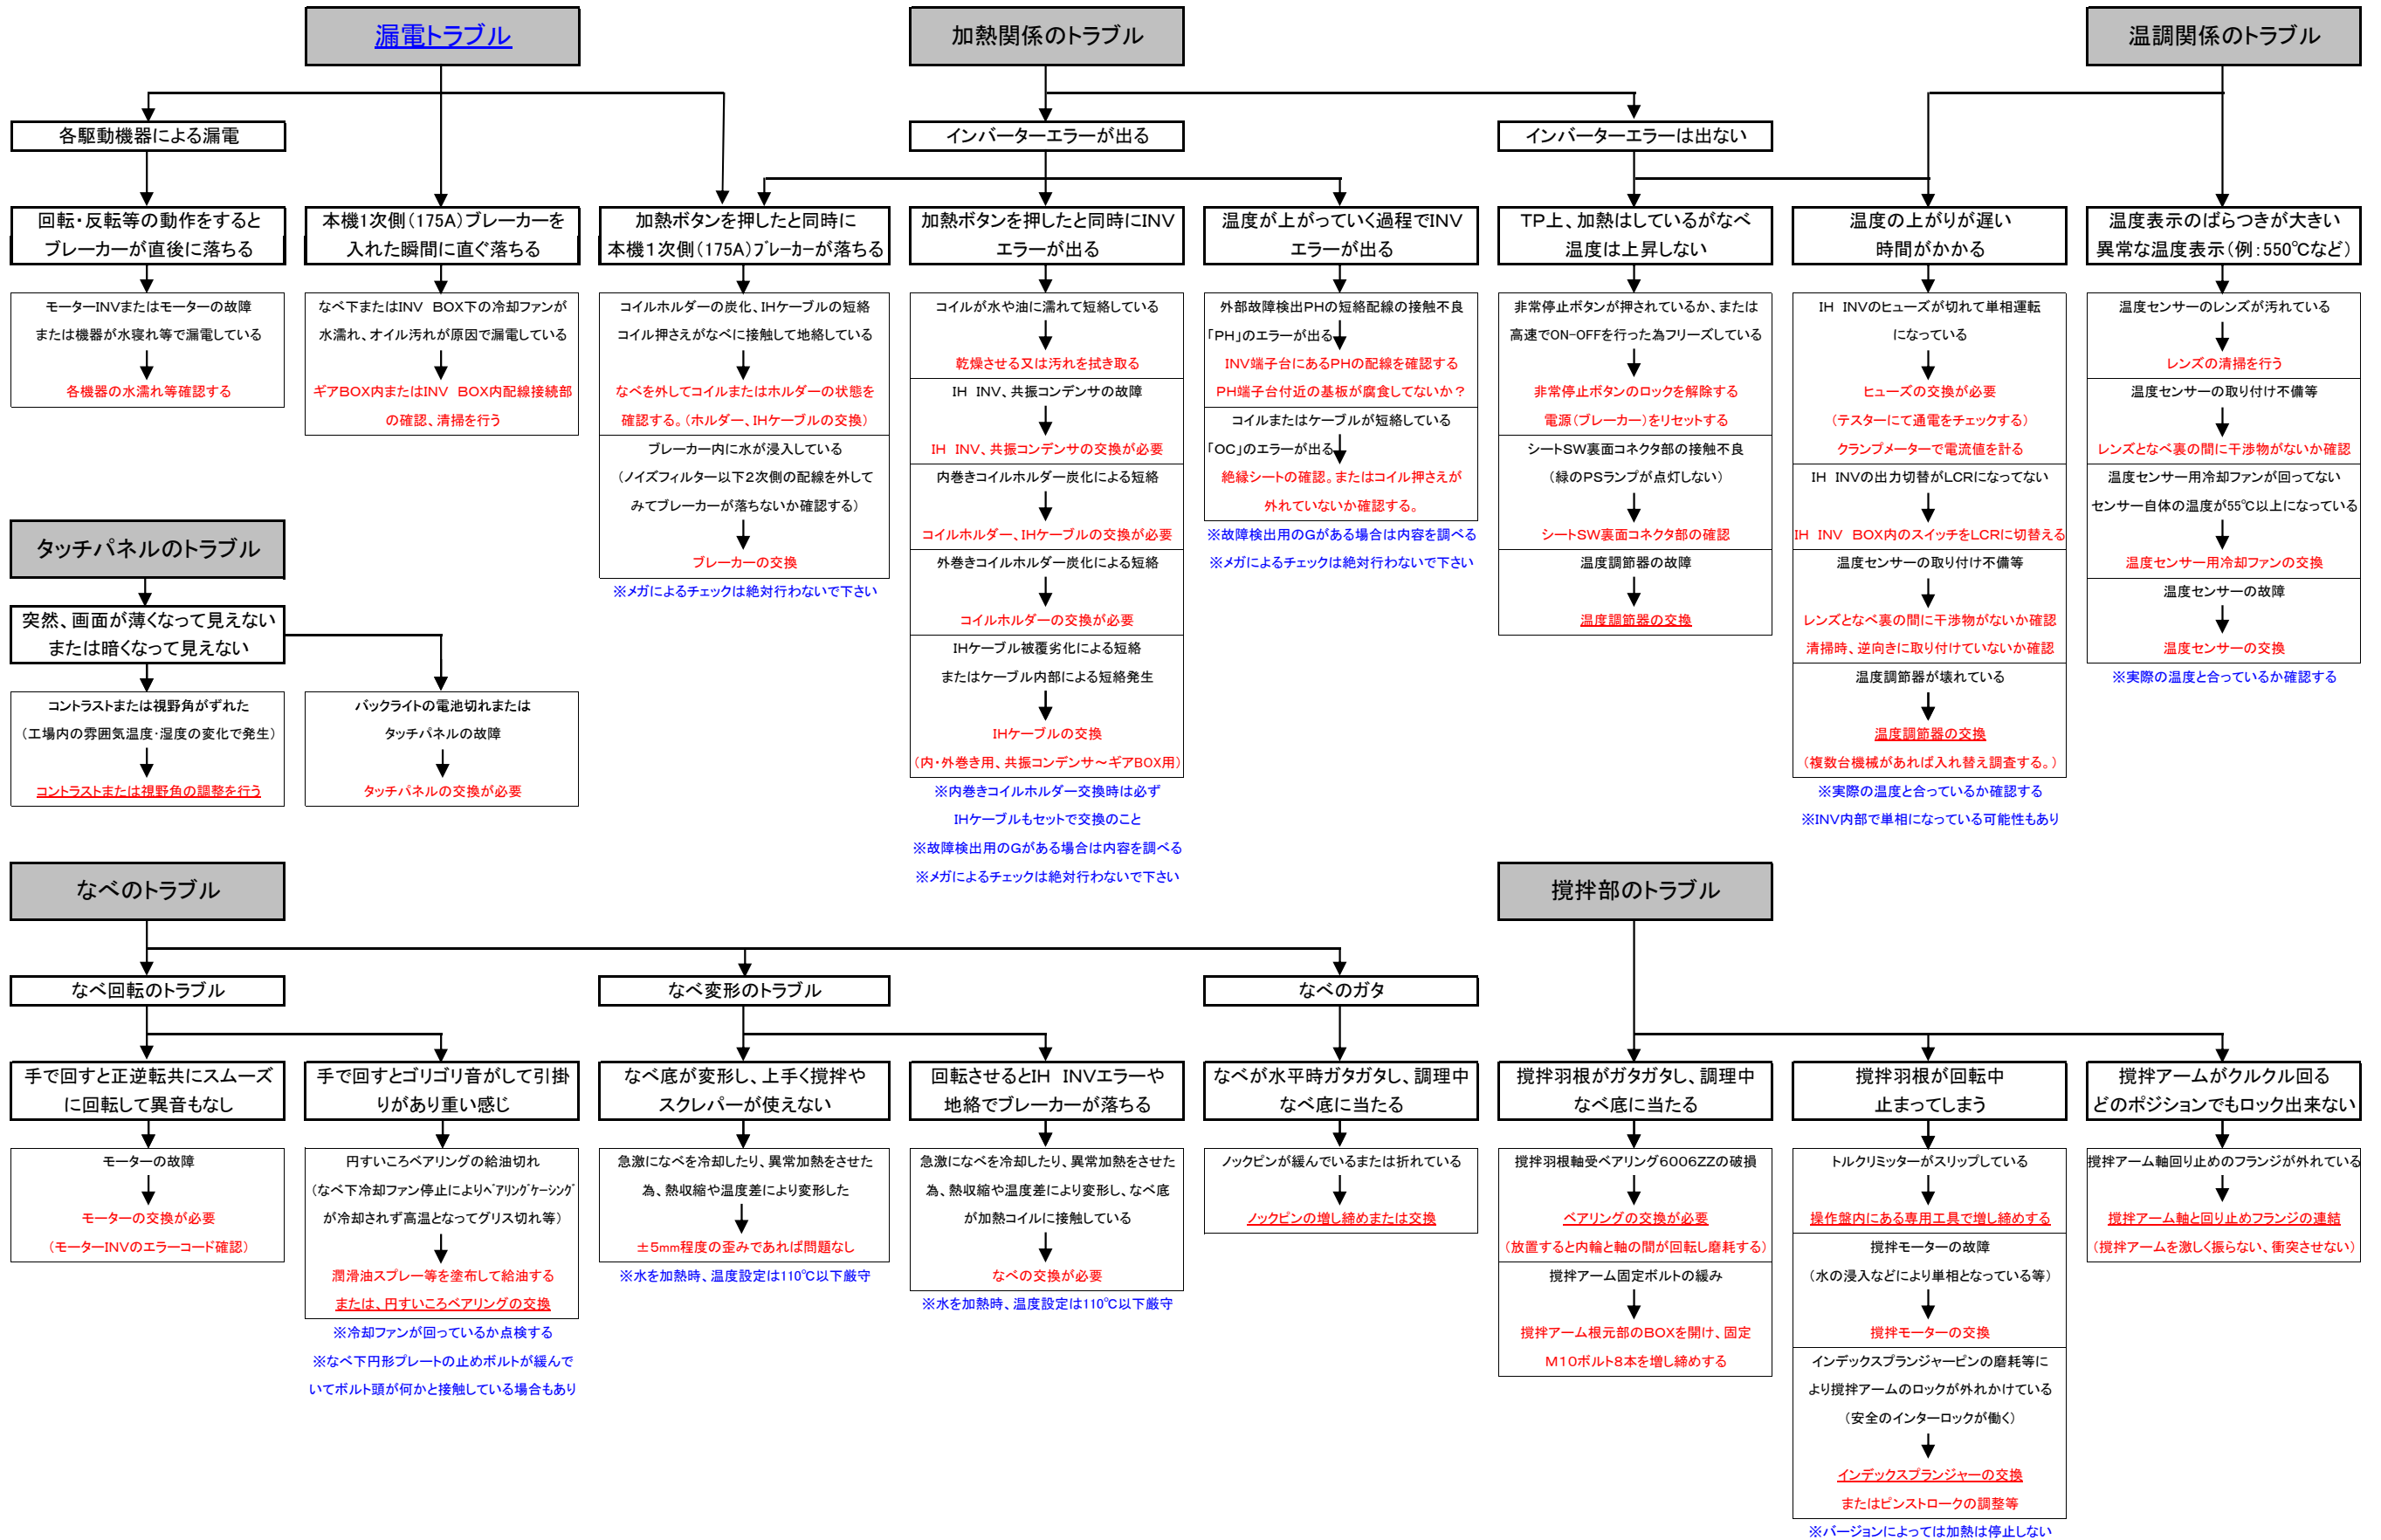 漏電トラブル
加熱関係のトラブル
温調関係のトラブル
各駆動機器による漏電
インバーターエラーが出る
インバーターエラーは出ない
回転・反転等の動作をすると
ブレーカーが直後に落ちる
モーターINVまたはモーターの故障
または機器が水寝れ等で漏電している
各機器の水濡れ等確認する
本機1次側(175A)ブレーカーを
入れた瞬間に直ぐ落ちる
なべ下またはINV BOX下の冷却ファンが
水濡れ、オイル汚れが原因で漏電している
ギアBOX内またはINV BOX内配線接続部
の確認、清掃を行う
加熱ボタンを押したと同時に
本機1次側(175A)ブレーカーが落ちる
コイルホルダーの炭化、IHケーブルの短絡
コイル押さえがなべに接触して地絡している
なべを外してコイルまたはホルダーの状態を
確認する。(ホルダー、IHケーブルの交換)
ブレーカー内に水が浸入している
(ノイズフィルター以下2次側の配線を外して
みてブレーカーが落ちないか確認する)
ブレーカーの交換
※メガによるチェックは絶対行わないで下さい
加熱ボタンを押したと同時にINV
エラーが出る
コイルが水や油に濡れて短絡している
乾燥させる又は汚れを拭き取る
IH INV、共振コンデンサの故障
IH INV、共振コンデンサの交換が必要
内巻きコイルホルダー炭化による短絡
コイルホルダー、IHケーブルの交換が必要
外巻きコイルホルダー炭化による短絡
コイルホルダーの交換が必要
IHケーブル被覆劣化による短絡
またはケーブル内部による短絡発生
IHケーブルの交換
(内・外巻き用、共振コンデンサ～ギアBOX用)
※内巻きコイルホルダー交換時は必ず
IHケーブルもセットで交換のこと
※故障検出用のGがある場合は内容を調べる
※メガによるチェックは絶対行わないで下さい
温度が上がっていく過程でINV
エラーが出る
外部故障検出PHの短絡配線の接触不良
「PH」のエラーが出る
INV端子台にあるPHの配線を確認する
PH端子台付近の基板が腐食してないか?
コイルまたはケーブルが短絡している
「OC」のエラーが出る
絶縁シートの確認。またはコイル押さえが
外れていないか確認する。
※故障検出用のGがある場合は内容を調べる
※メガによるチェックは絶対行わないで下さい
TP上、加熱はしているがなべ
温度は上昇しない
非常停止ボタンが押されているか、または
高速でON-OFFを行った為フリーズしている
非常停止ボタンのロックを解除する
電源(ブレーカー)をリセットする
シートSW裏面コネクタ部の接触不良
(緑のPSランプが点灯しない)
シートSW裏面コネクタ部の確認
温度調節器の故障
温度調節器の交換
温度の上がりが遅い
時間がかかる
IH INVのヒューズが切れて単相運転
になっている
ヒューズの交換が必要
(テスターにて通電をチェックする)
クランプメーターで電流値を計る
IH INVの出力切替がLCRになってない
IH INV BOX内のスイッチをLCRに切替える
温度センサーの取り付け不備等
レンズとなべ裏の間に干渉物がないか確認
清掃時、逆向きに取り付けていないか確認
温度調節器が壊れている
温度調節器の交換
(複数台機械があれば入れ替え調査する。)
※実際の温度と合っているか確認する
※INV内部で単相になっている可能性もあり
温度表示のばらつきが大きい
異常な温度表示(例:550℃など)
温度センサーのレンズが汚れている
レンズの清掃を行う
温度センサーの取り付け不備等
レンズとなべ裏の間に干渉物がないか確認
温度センサー用冷却ファンが回ってない
センサー自体の温度が55℃以上になっている
温度センサー用冷却ファンの交換
温度センサーの故障
温度センサーの交換
※実際の温度と合っているか確認する
タッチパネルのトラブル
突然、画面が薄くなって見えない
または暗くなって見えない
コントラストまたは視野角がずれた
(工場内の雰囲気温度・湿度の変化で発生)
コントラストまたは視野角の調整を行う
バックライトの電池切れまたは
タッチパネルの故障
タッチパネルの交換が必要
なべのトラブル
なべ回転のトラブル
なべ変形のトラブル
なべのガタ
手で回すと正逆転共にスムーズ
に回転して異音もなし
モーターの故障
モーターの交換が必要
(モーターINVのエラーコード確認)
手で回すとゴリゴリ音がして引掛
りがあり重い感じ
円すいころベアリングの給油切れ
(なべ下冷却ファン停止によりベアリングケーシング
が冷却されず高温となってグリス切れ等)
潤滑油スプレー等を塗布して給油する
または、円すいころベアリングの交換
※冷却ファンが回っているか点検する
※なべ下円形プレートの止めボルトが緩んで
いてボルト頭が何かと接触している場合もあり
なべ底が変形し、上手く撹拌や
スクレパーが使えない
急激になべを冷却したり、異常加熱をさせた
為、熱収縮や温度差により変形した
±5mm程度の歪みであれば問題なし
※水を加熱時、温度設定は110℃以下厳守
回転させるとIH INVエラーや
地絡でブレーカーが落ちる
急激になべを冷却したり、異常加熱をさせた
為、熱収縮や温度差により変形し、なべ底
が加熱コイルに接触している
なべの交換が必要
※水を加熱時、温度設定は110℃以下厳守
なべが水平時ガタガタし、調理中
なべ底に当たる
ノックピンが緩んでいるまたは折れている
ノックピンの増し締めまたは交換
撹拌部のトラブル
撹拌羽根がガタガタし、調理中
なべ底に当たる
撹拌羽根軸受ベアリング6006ZZの破損
ベアリングの交換が必要
(放置すると内輪と軸の間が回転し磨耗する)
撹拌アーム固定ボルトの緩み
撹拌アーム根元部のBOXを開け、固定
M10ボルト8本を増し締めする
撹拌羽根が回転中
止まってしまう
トルクリミッターがスリップしている
操作盤内にある専用工具で増し締めする
撹拌モーターの故障
(水の浸入などにより単相となっている等)
撹拌モーターの交換
インデックスプランジャーピンの磨耗等に
より撹拌アームのロックが外れかけている
(安全のインターロックが働く)
インデックスプランジャーの交換
またはピンストロークの調整等
※バージョンによっては加熱は停止しない
撹拌アームがクルクル回る
どのポジションでもロック出来ない
撹拌アーム軸回り止めのフランジが外れている
撹拌アーム軸と回り止めフランジの連結
(撹拌アームを激しく振らない、衝突させない)